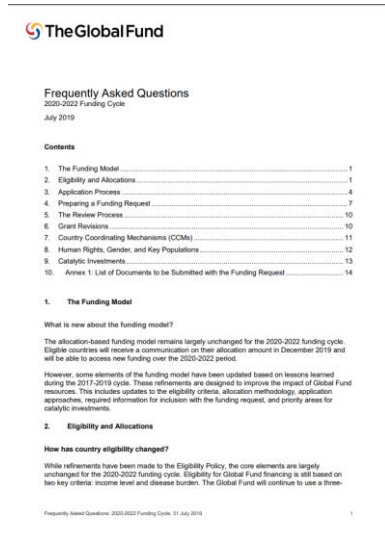 The Global Fund
Frequently Asked Questions
2020-2022 Funding Cycle
July 2019
Contents
1. The Funding Model 1
2. Eligibility and Allocations 1
3. Application Process 4
4. Preparing a Funding Request 7
5. The Review Process 10
6. Grant Revisions 10
7. Country Coordinating Mechanisms (CCMs) 11
8. Human Rights, Gender, and Key Populations 12
9. Catalytic Investments 13
10. Annex 1: List of Documents to be Submitted with the Funding Request 14
1. The Funding Model
What is new about the funding model?
The allocation-based funding model remains largely unchanged for the 2020-2022 funding cycle.
Eligible countries will receive a communication on their allocation amount in December 2019 and
will be able to access new funding over the 2020-2022 period.
However, some elements of the funding model have been updated based on lessons learned
during the 2017-2019 cycle. These refinements are designed to improve the impact of Global Fund
resources. This includes updates to the eligibility criteria, allocation methodology, application
approaches, required information for inclusion with the funding request, and priority areas for
catalytic investments.
2. Eligibility and Allocations
How has country eligibility changed?
While refinements have been made to the Eligibility Policy, the core elements are largely
unchanged for the 2020-2022 funding cycle. Eligibility for Global Fund financing is still based on
two key criteria: income level and disease burden. The Global Fund will continue to use a three-
Frequently Asked Questions: 2020-2022 Funding Cycle, 31 July 2019 1